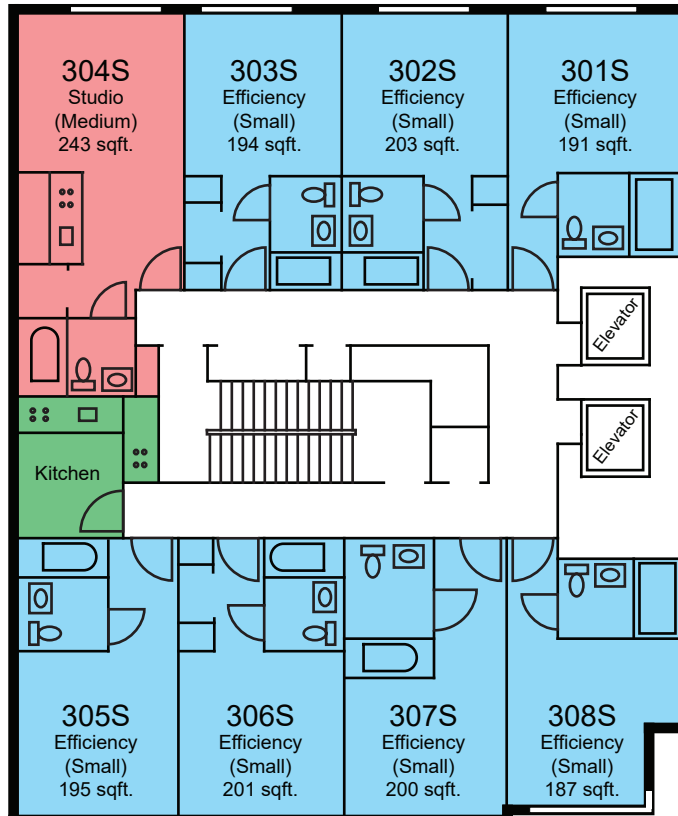 304S
Studio
(Medium)
243 sqft.
303S
Efficiency
(Small)
194 sqft.
302S
Efficiency
(Small)
203 sqft.
301S
Efficiency
(Small)
191 sqft.
Elevator
Elevator
Kitchen
305S
Efficiency
(Small)
195 sqft.
306S
Efficiency
(Small)
201 sqft.
307S
Efficiency
(Small)
200 sqft.
308S
Efficiency
(Small)
187 sqft.